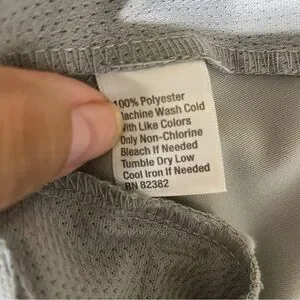 100% Polyester
Machine Wash Cold
With Like Colors
Only Non-Chlorine
Bleach If Needed
Tumble Dry Low
Cool Iron If Needed
RN 82382